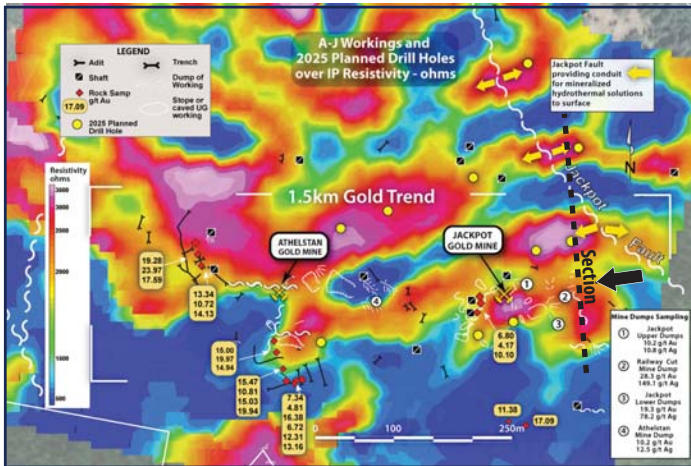 A-J Workings and
2025 Planned Drill Holes
over IP Resistivity - ohms
LEGEND
Adit
Trench
Shaft
Dump of
Working
Rock Samp
g/t Au
17.09
Stope or
caved UG
working
2025 Planned
Drill Hole
Jackpot Fault
providing conduit
for mineralized
hydrothermal solutions
to surface
N
Resistivity
ohms
3600
3000
2000
1000
500
1.5km Gold Trend
Jackpot
Fault
Section
ATHELSTAN
GOLD MINE
JACKPOT
GOLD MINE
19.28
23.97
17.59
13.34
10.72
14.13
15.00
19.97
14.94
15.47
10.81
15.03
19.94
7.34
4.81
16.38
6.72
12.31
13.16
6.80
4.17
10.10
11.38
17.09
1
2
3
4
0
100
250m
Mine Dumps Sampling
1
Jackpot
Upper Dumps
10.2 g/t Au
10.8 g/t Ag
2
Railway Cut
Mine Dump
28.3 g/t Au
149.1 g/t Ag
3
Jackpot
Lower Dumps
19.3 g/t Au
78.2 g/t Ag
4
Athelstan
Mine Dump
10.2 g/t Au
12.5 g/t Ag